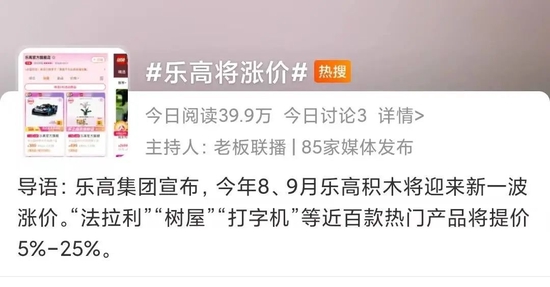 #乐高将涨价# 热搜
今日阅读39.9万 今日讨论3 详情>
主持人：老板联播 | 85家媒体发布
导语：乐高集团宣布，今年8、9月乐高积木将迎来新一波
涨价。“法拉利”“树屋”“打字机”等近百款热门产品将提价
5%-25%。